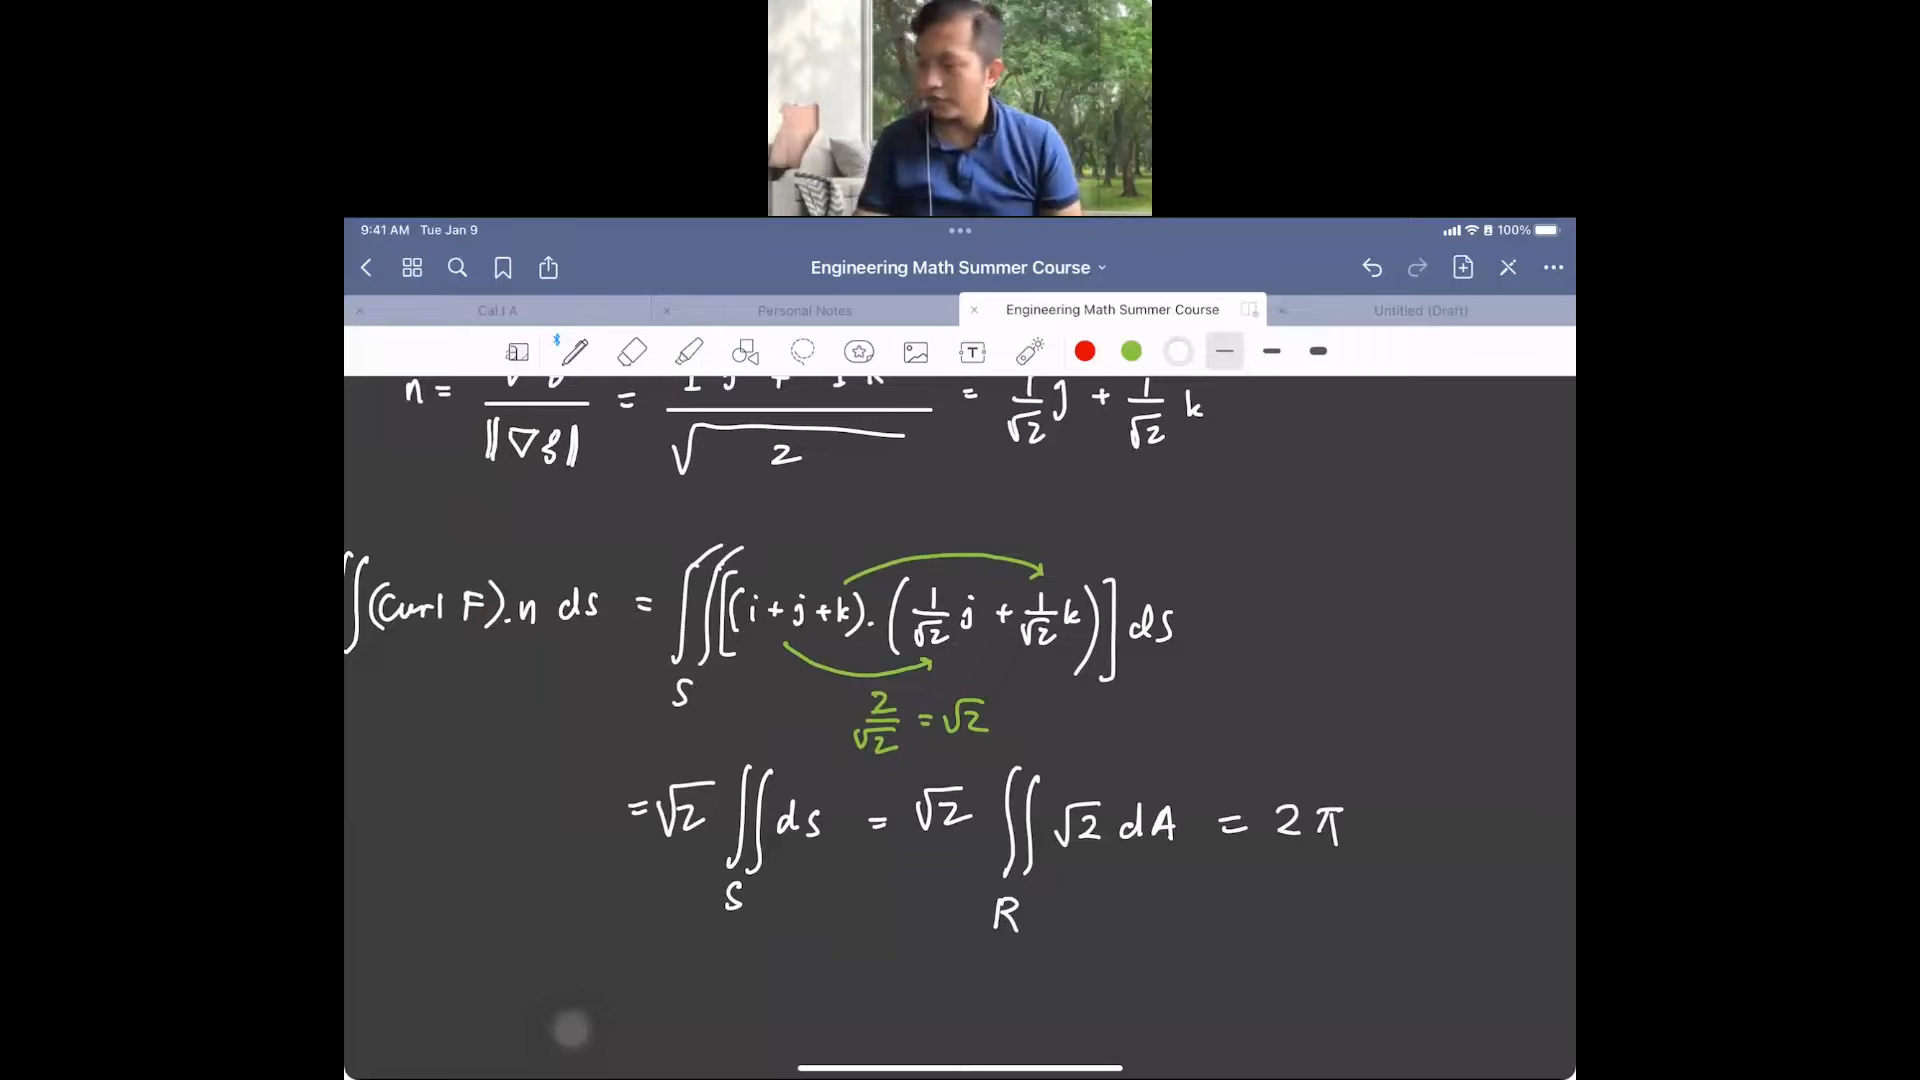 9:41 AM Tue Jan 9
100%
Engineering Math Summer Course
Cal I A
Personal Notes
Engineering Math Summer Course
Untitled (Draft)
n = ‖∇g‖ = √2 = 1/√2 j + 1/√2 k
∬(Curl F).n ds = ∬[(i+j+k).(1/√2 j + 1/√2 k)] ds
S
2/√2 = √2
= √2 ∬ ds = √2 ∬ √2 dA = 2π
S R